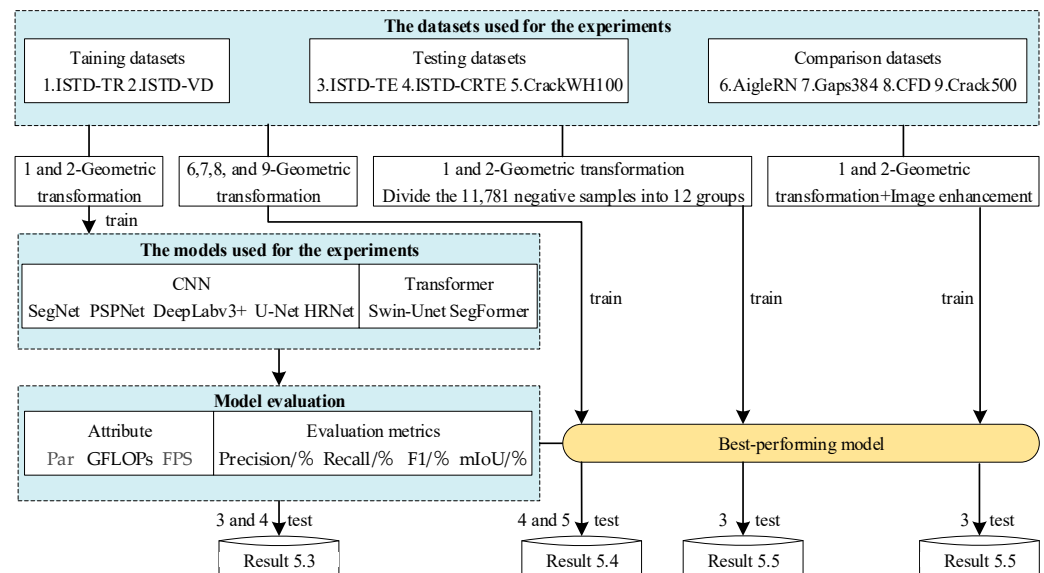 The datasets used for the experiments
Taining datasets
1.ISTD-TR 2.ISTD-VD
Testing datasets
3.ISTD-TE 4.ISTD-CRTE 5.CrackWH100
Comparison datasets
6.AigleRN 7.Gaps384 8.CFD 9.Crack500
1 and 2-Geometric
transformation
6,7,8, and 9-Geometric
transformation
1 and 2-Geometric transformation
Divide the 11,781 negative samples into 12 groups
1 and 2-Geometric
transformation+Image enhancement
train
The models used for the experiments
CNN
SegNet PSPNet DeepLabv3+ U-Net HRNet
Transformer
Swin-Unet SegFormer
train
train
train
Model evaluation
Attribute
Par GFLOPs FPS
Evaluation metrics
Precision/% Recall/% F1/% mIoU/%
Best-performing model
3 and 4 test
4 and 5 test
3 test
3 test
Result 5.3
Result 5.4
Result 5.5
Result 5.5